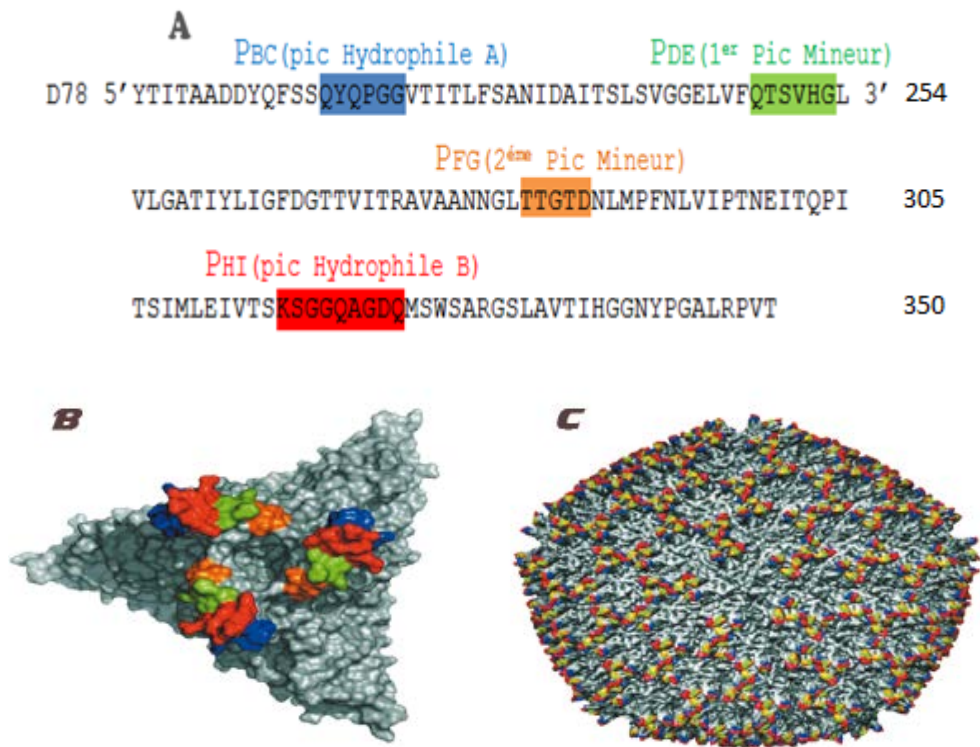 A
PBC(pic Hydrophile A) PDE(1er Pic Mineur)
D78 5’YTITAADDYQFSSQYQPGGVTITLFSANIDAITSLSVGGELVFQTSVHGL 3’ 254
PFG(2éme Pic Mineur)
VLGATIYLIGFDGTTVITRAVAANNGLTTGTDNLMPFNLVIPTNEITQPI 305
PHI(pic Hydrophile B)
TSIMLEIVTSKSGGQAGDQMSWSARGSLAVTIHGGNYPGALRPVT 350
B C